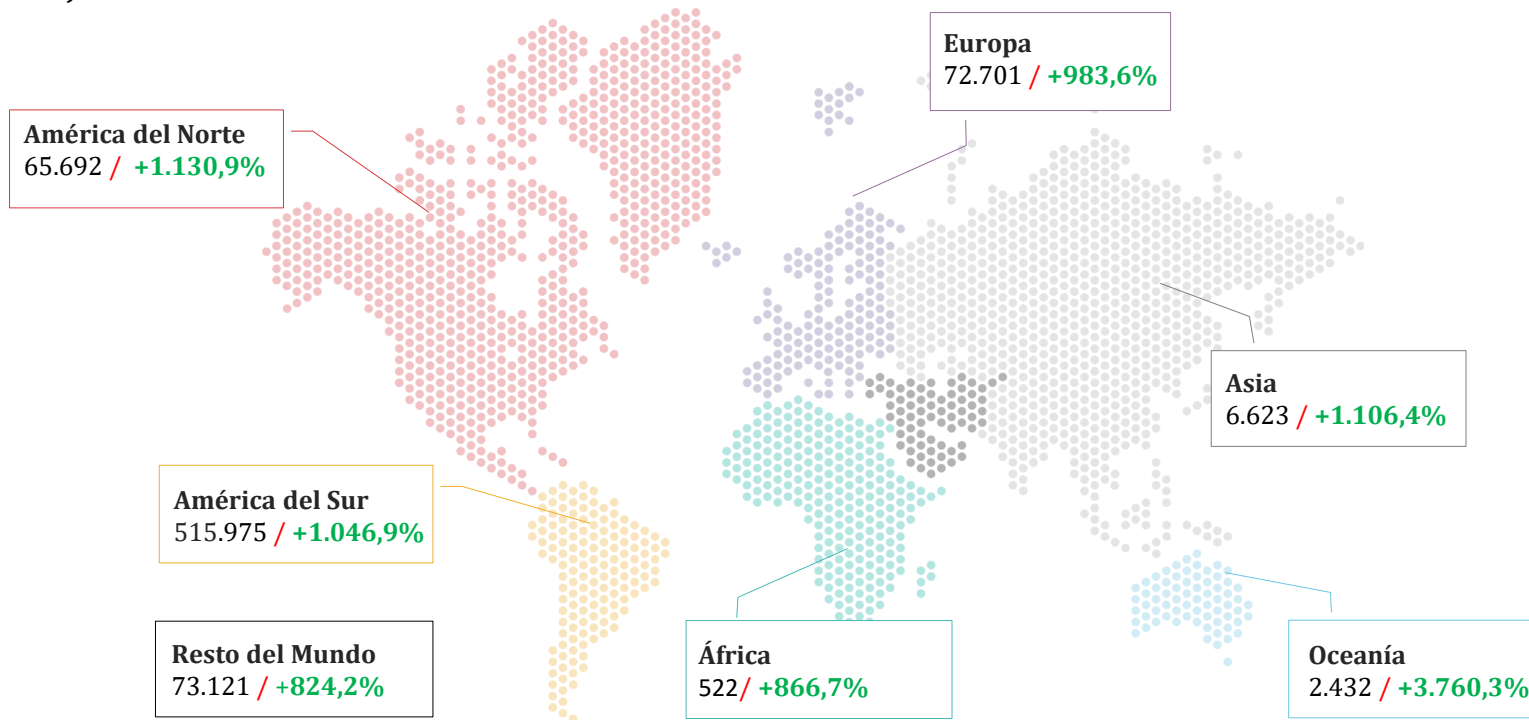 Europa
72.701 / +983,6%
América del Norte
65.692 / +1.130,9%
Asia
6.623 / +1.106,4%
América del Sur
515.975 / +1.046,9%
Resto del Mundo
73.121 / +824,2%
África
522/ +866,7%
Oceanía
2.432 / +3.760,3%